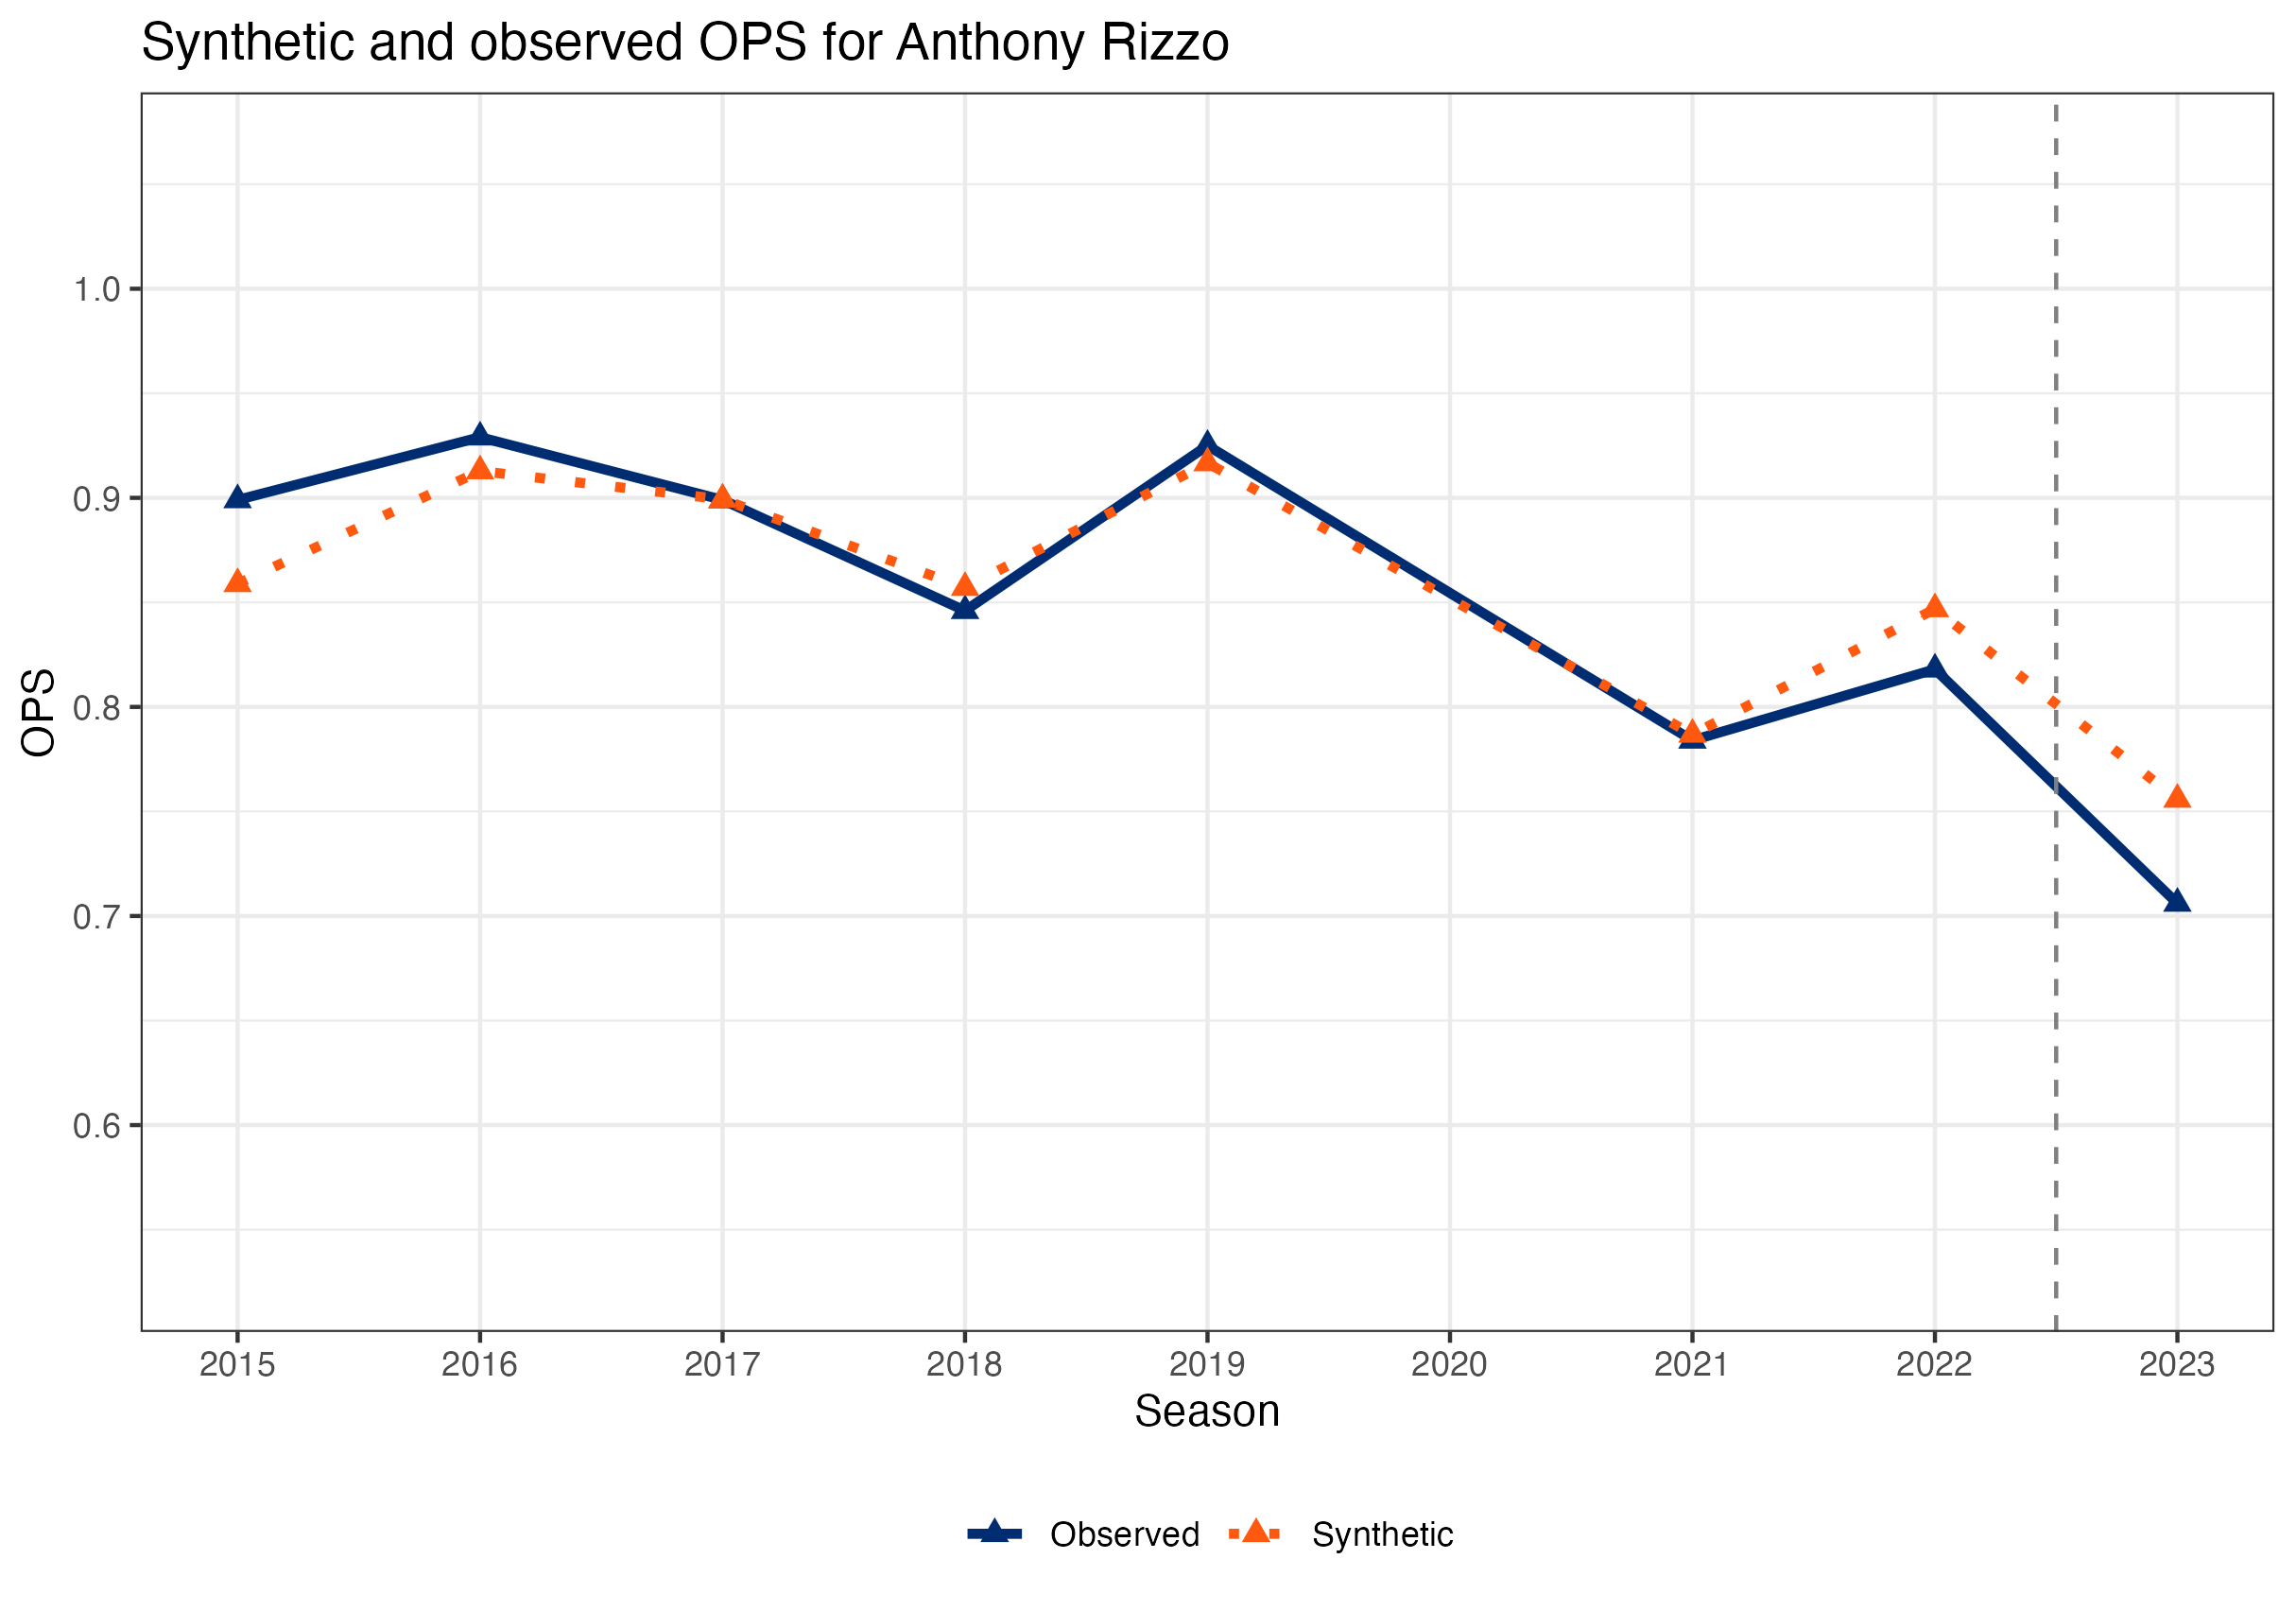 Synthetic and observed OPS for Anthony Rizzo
OPS
1.0
0.9
0.8
0.7
0.6
2015 2016 2017 2018 2019 2020 2021 2022 2023
Season
Observed Synthetic